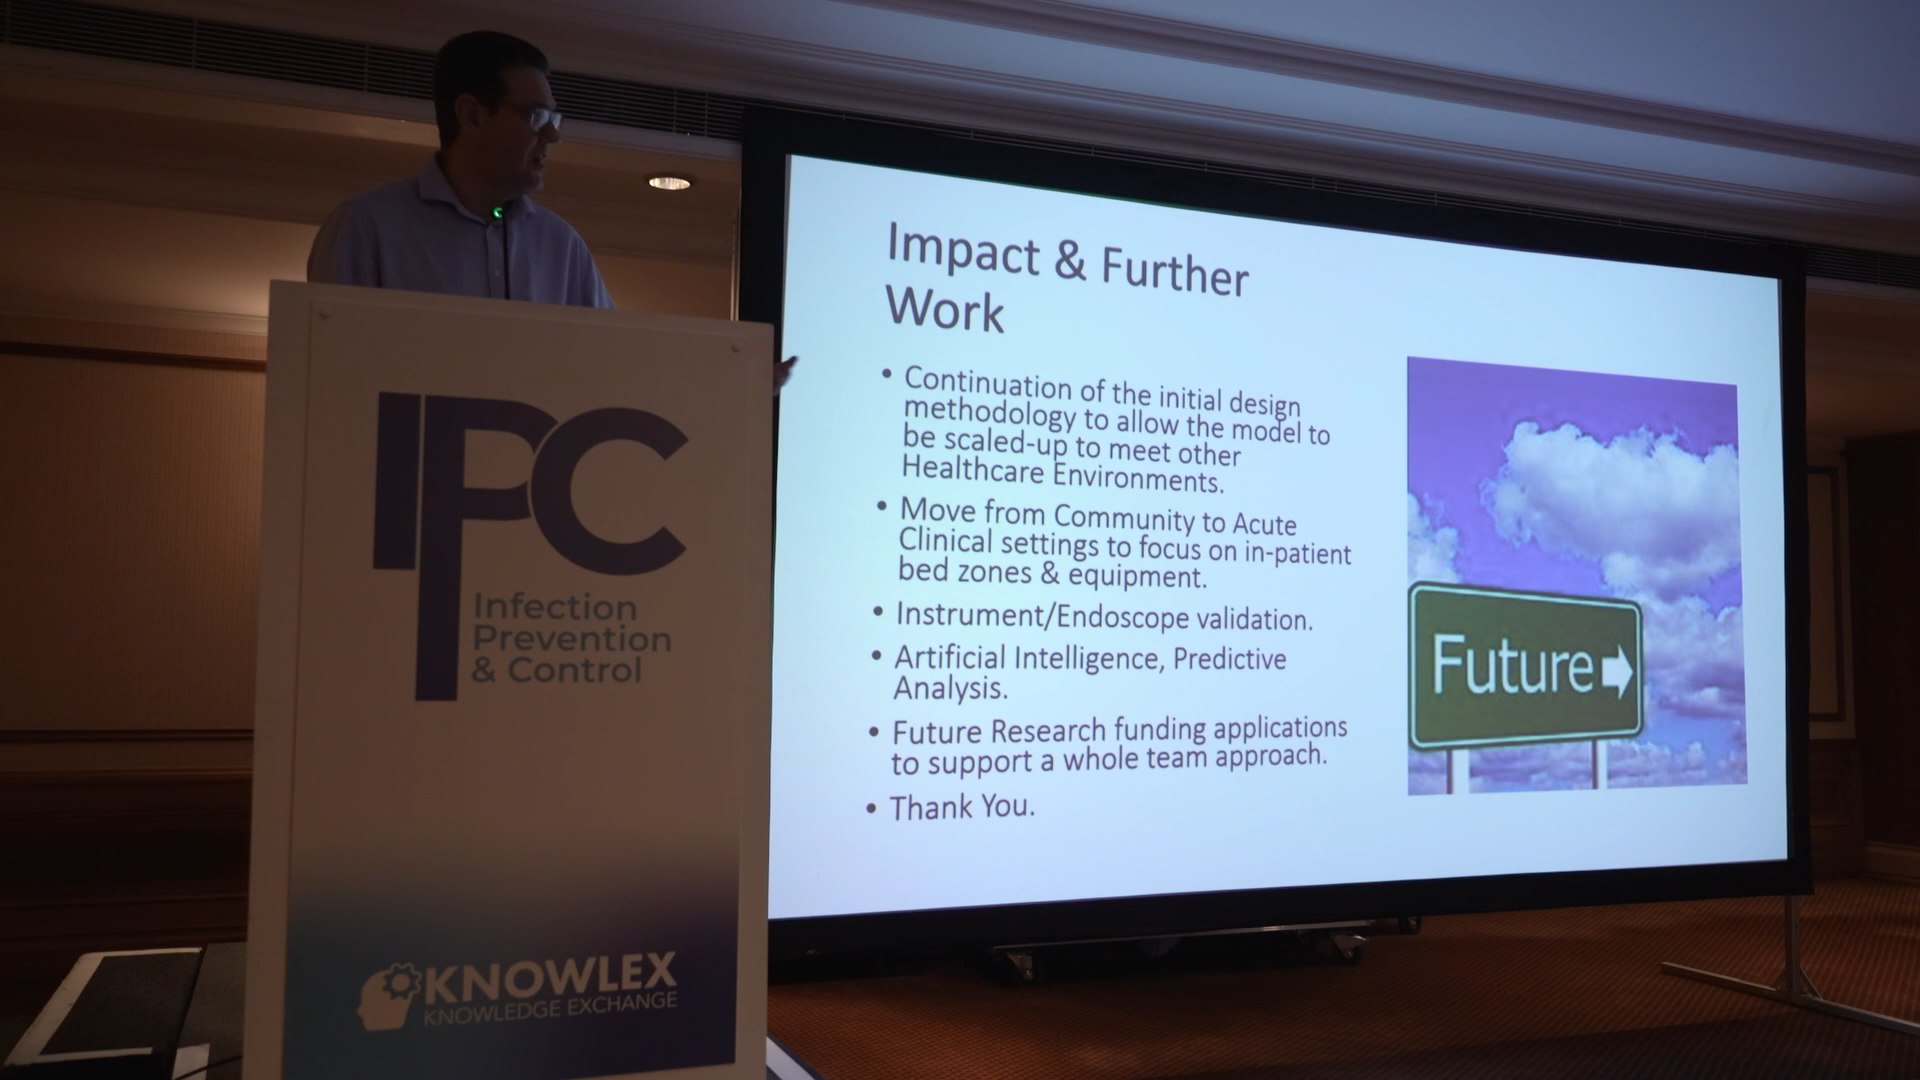 IPC
Infection
Prevention
& Control
KNOWLEX
KNOWLEDGE EXCHANGE
Impact & Further
Work
• Continuation of the initial design
methodology to allow the model to
be scaled-up to meet other
Healthcare Environments.
• Move from Community to Acute
Clinical settings to focus on in-patient
bed zones & equipment.
• Instrument/Endoscope validation.
• Artificial Intelligence, Predictive
Analysis.
• Future Research funding applications
to support a whole team approach.
• Thank You.
Future